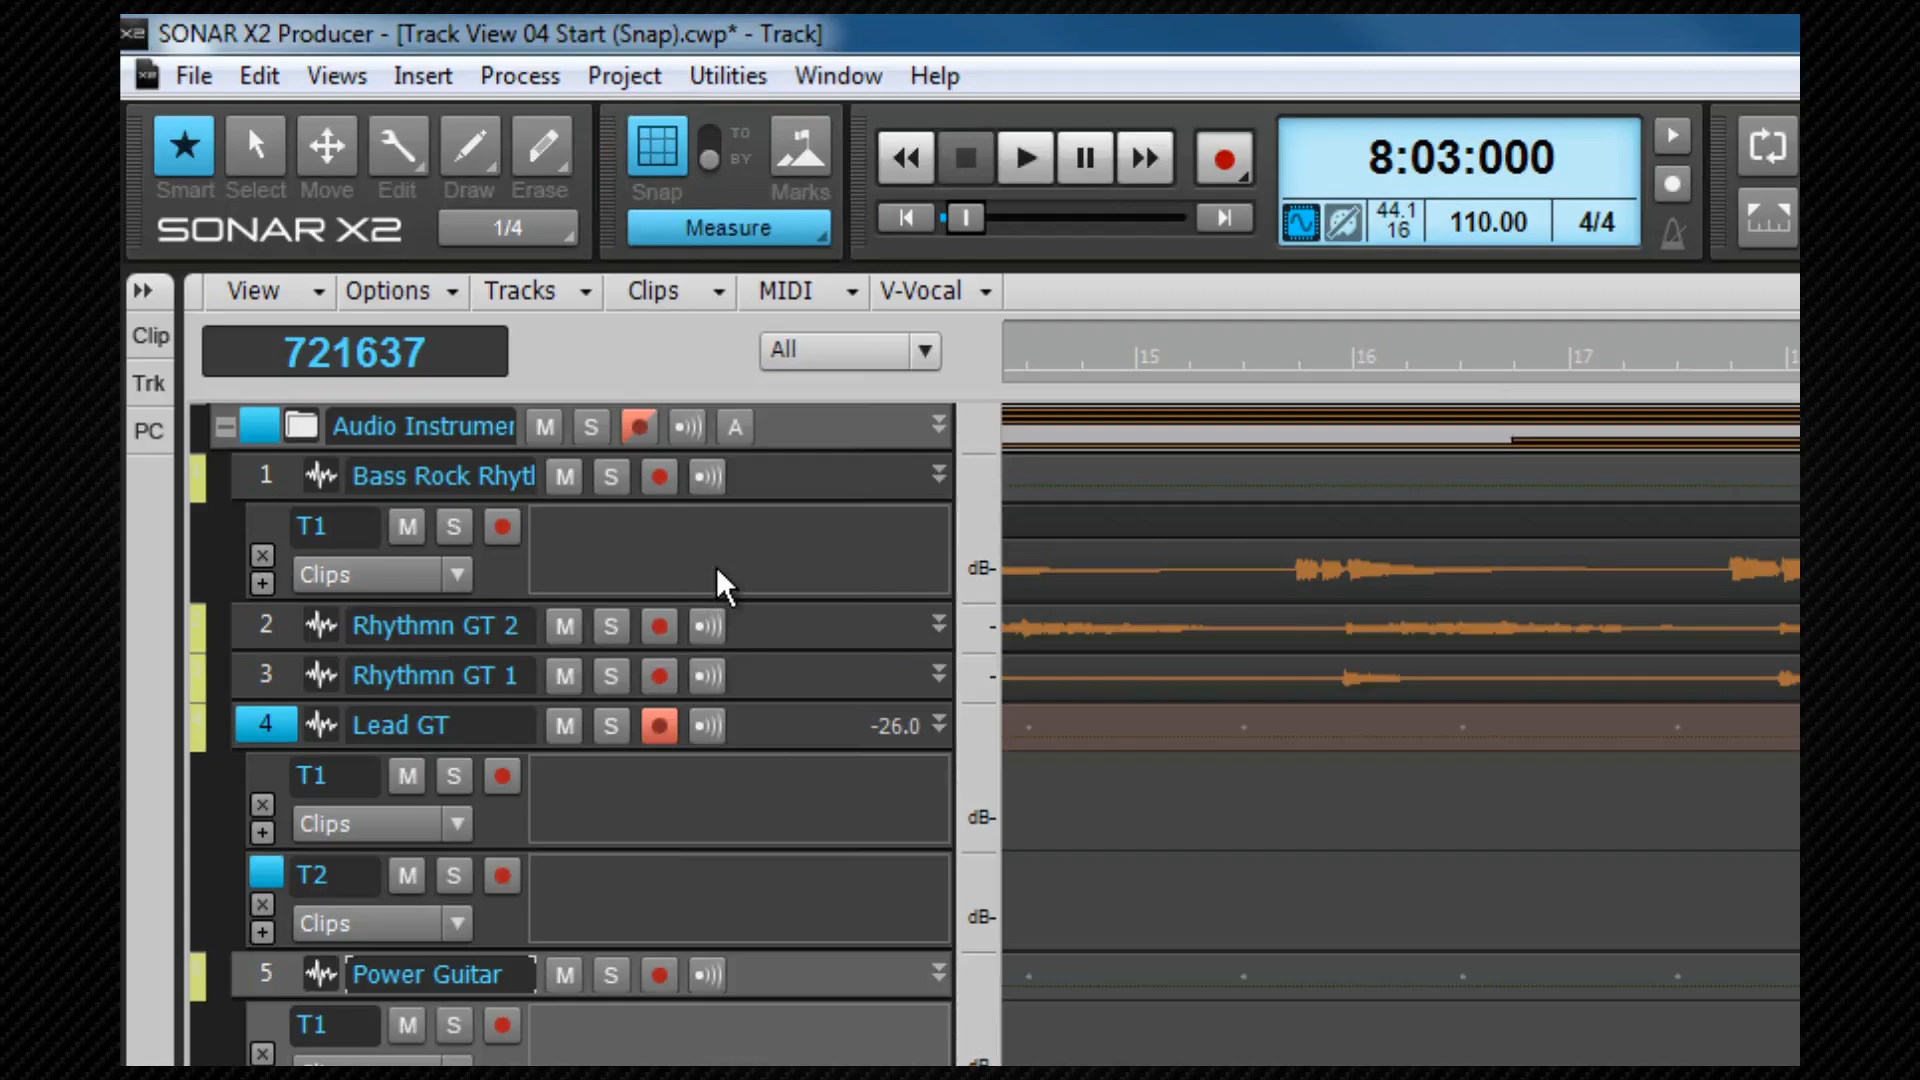 SONAR X2 Producer - [Track View 04 Start (Snap).cwp* - Track]
File Edit Views Insert Process Project Utilities Window Help
TO
BY
8:03:000
Smart Select Move Edit Draw Erase
Snap
Marks
SONAR X2
1/4
Measure
44.1
16
110.00
4/4
View Options Tracks Clips MIDI V-Vocal
Clip
Trk
PC
721637
All
15 16 17
Audio Instrumer M S A
1 Bass Rock Rhytl M S
T1 M S
Clips
dB-
2 Rhythmn GT 2 M S
3 Rhythmn GT 1 M S
4 Lead GT M S -26.0
T1 M S
Clips
dB-
T2 M S
Clips
dB-
5 Power Guitar M S
T1 M S